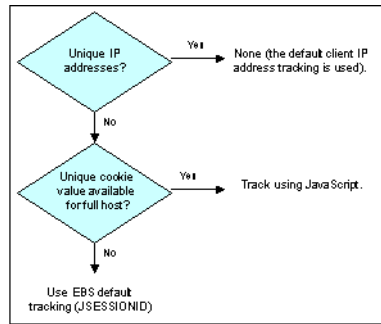 Unique IP
addresses?
Yes
None (the default client IP
address tracking is used).
No
Unique cookie
value available
for full host?
Yes
Track using JavaScript.
No
Use EBS default
tracking (JSESSIONID)